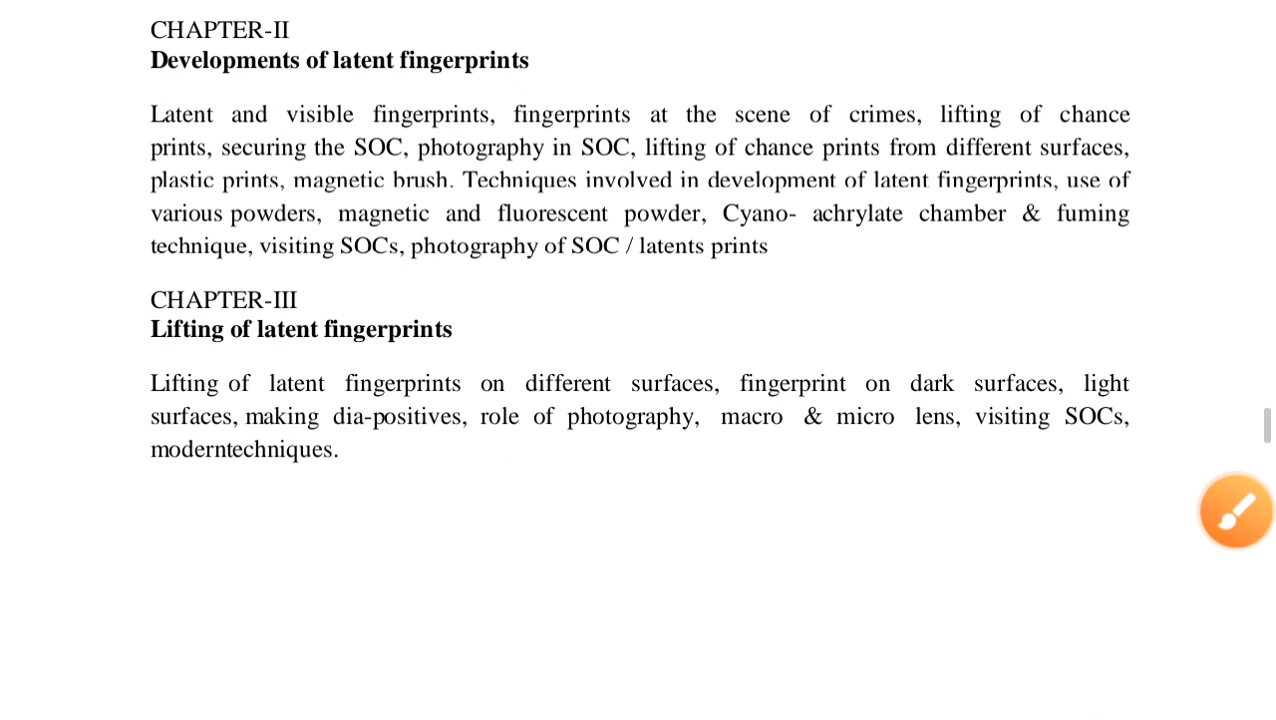 CHAPTER-II
Developments of latent fingerprints
Latent and visible fingerprints, fingerprints at the scene of crimes, lifting of chance
prints, securing the SOC, photography in SOC, lifting of chance prints from different surfaces,
plastic prints, magnetic brush. Techniques involved in development of latent fingerprints, use of
various powders, magnetic and fluorescent powder, Cyano- achrylate chamber & fuming
technique, visiting SOCs, photography of SOC / latents prints
CHAPTER-III
Lifting of latent fingerprints
Lifting of latent fingerprints on different surfaces, fingerprint on dark surfaces, light
surfaces, making dia-positives, role of photography, macro & micro lens, visiting SOCs,
moderntechniques.